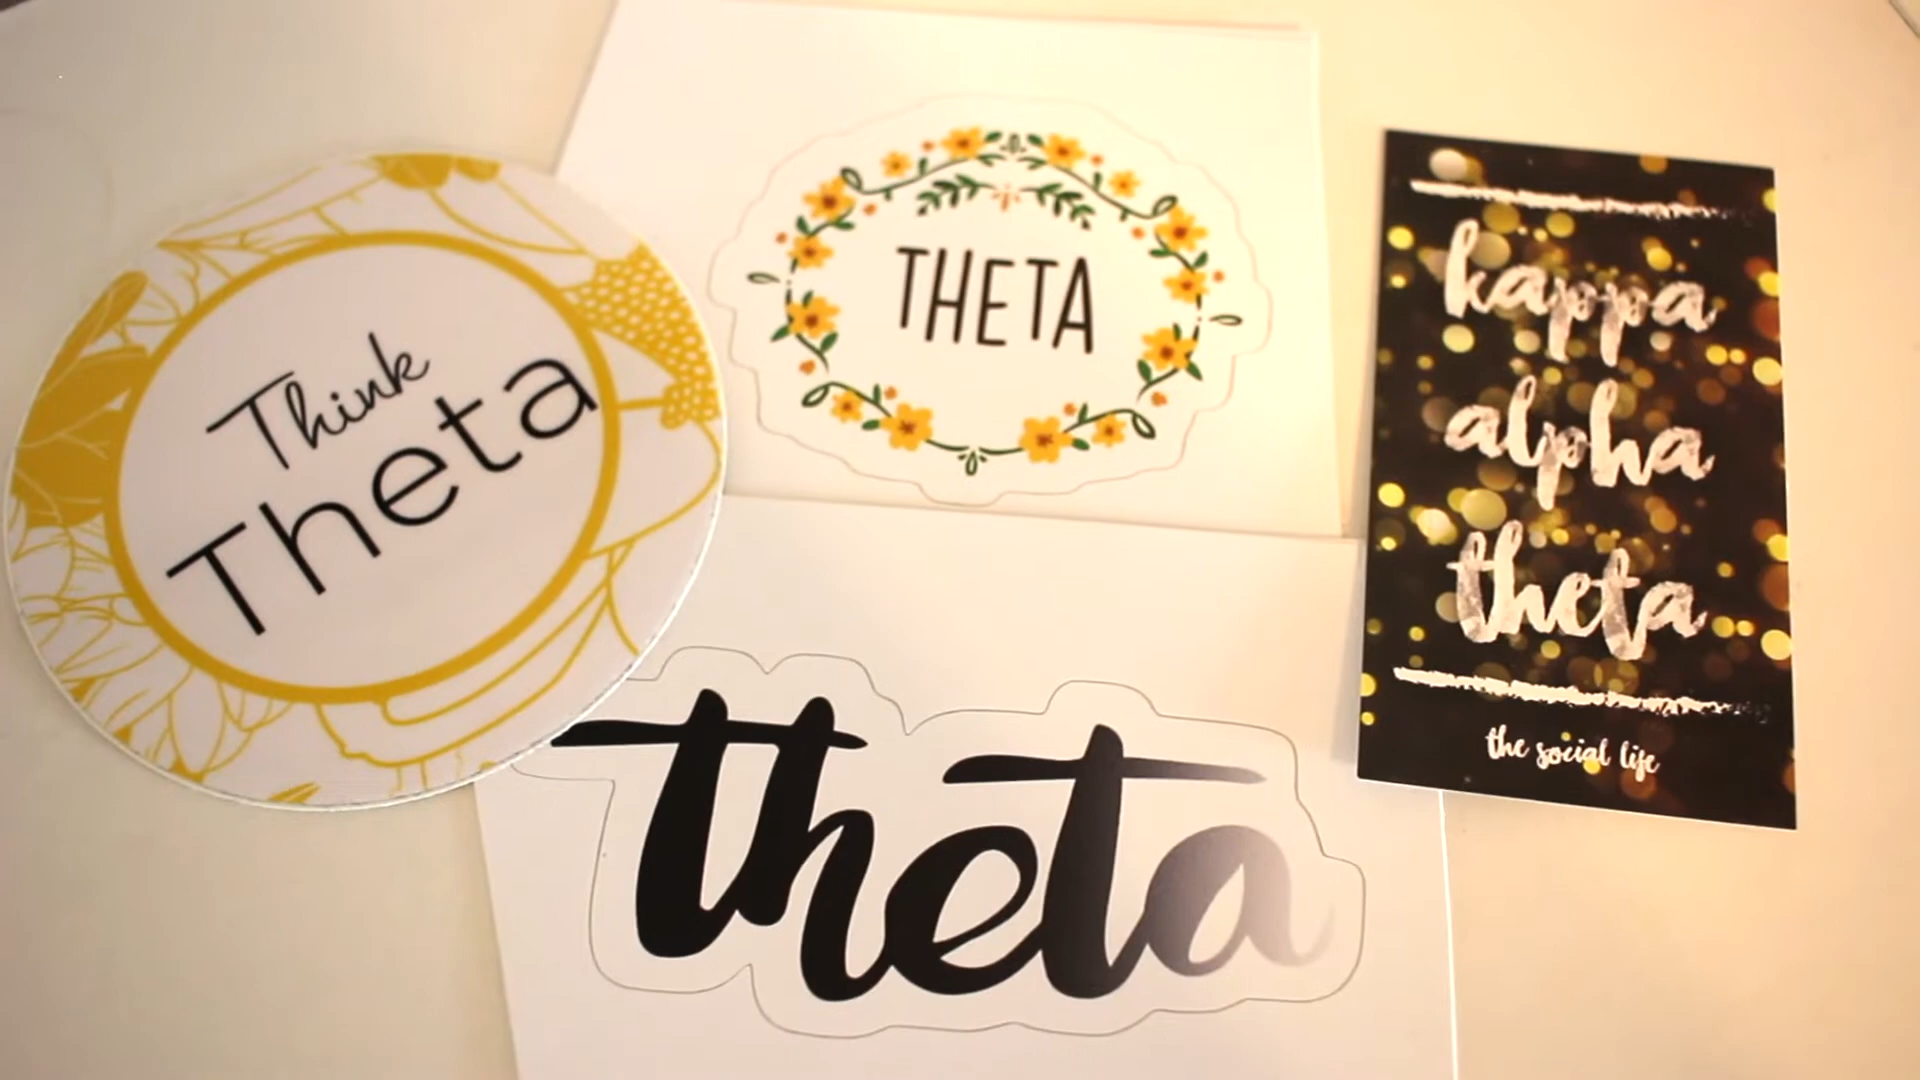 Think
Theta
THETA
theta
kappa
alpha
theta
the social life